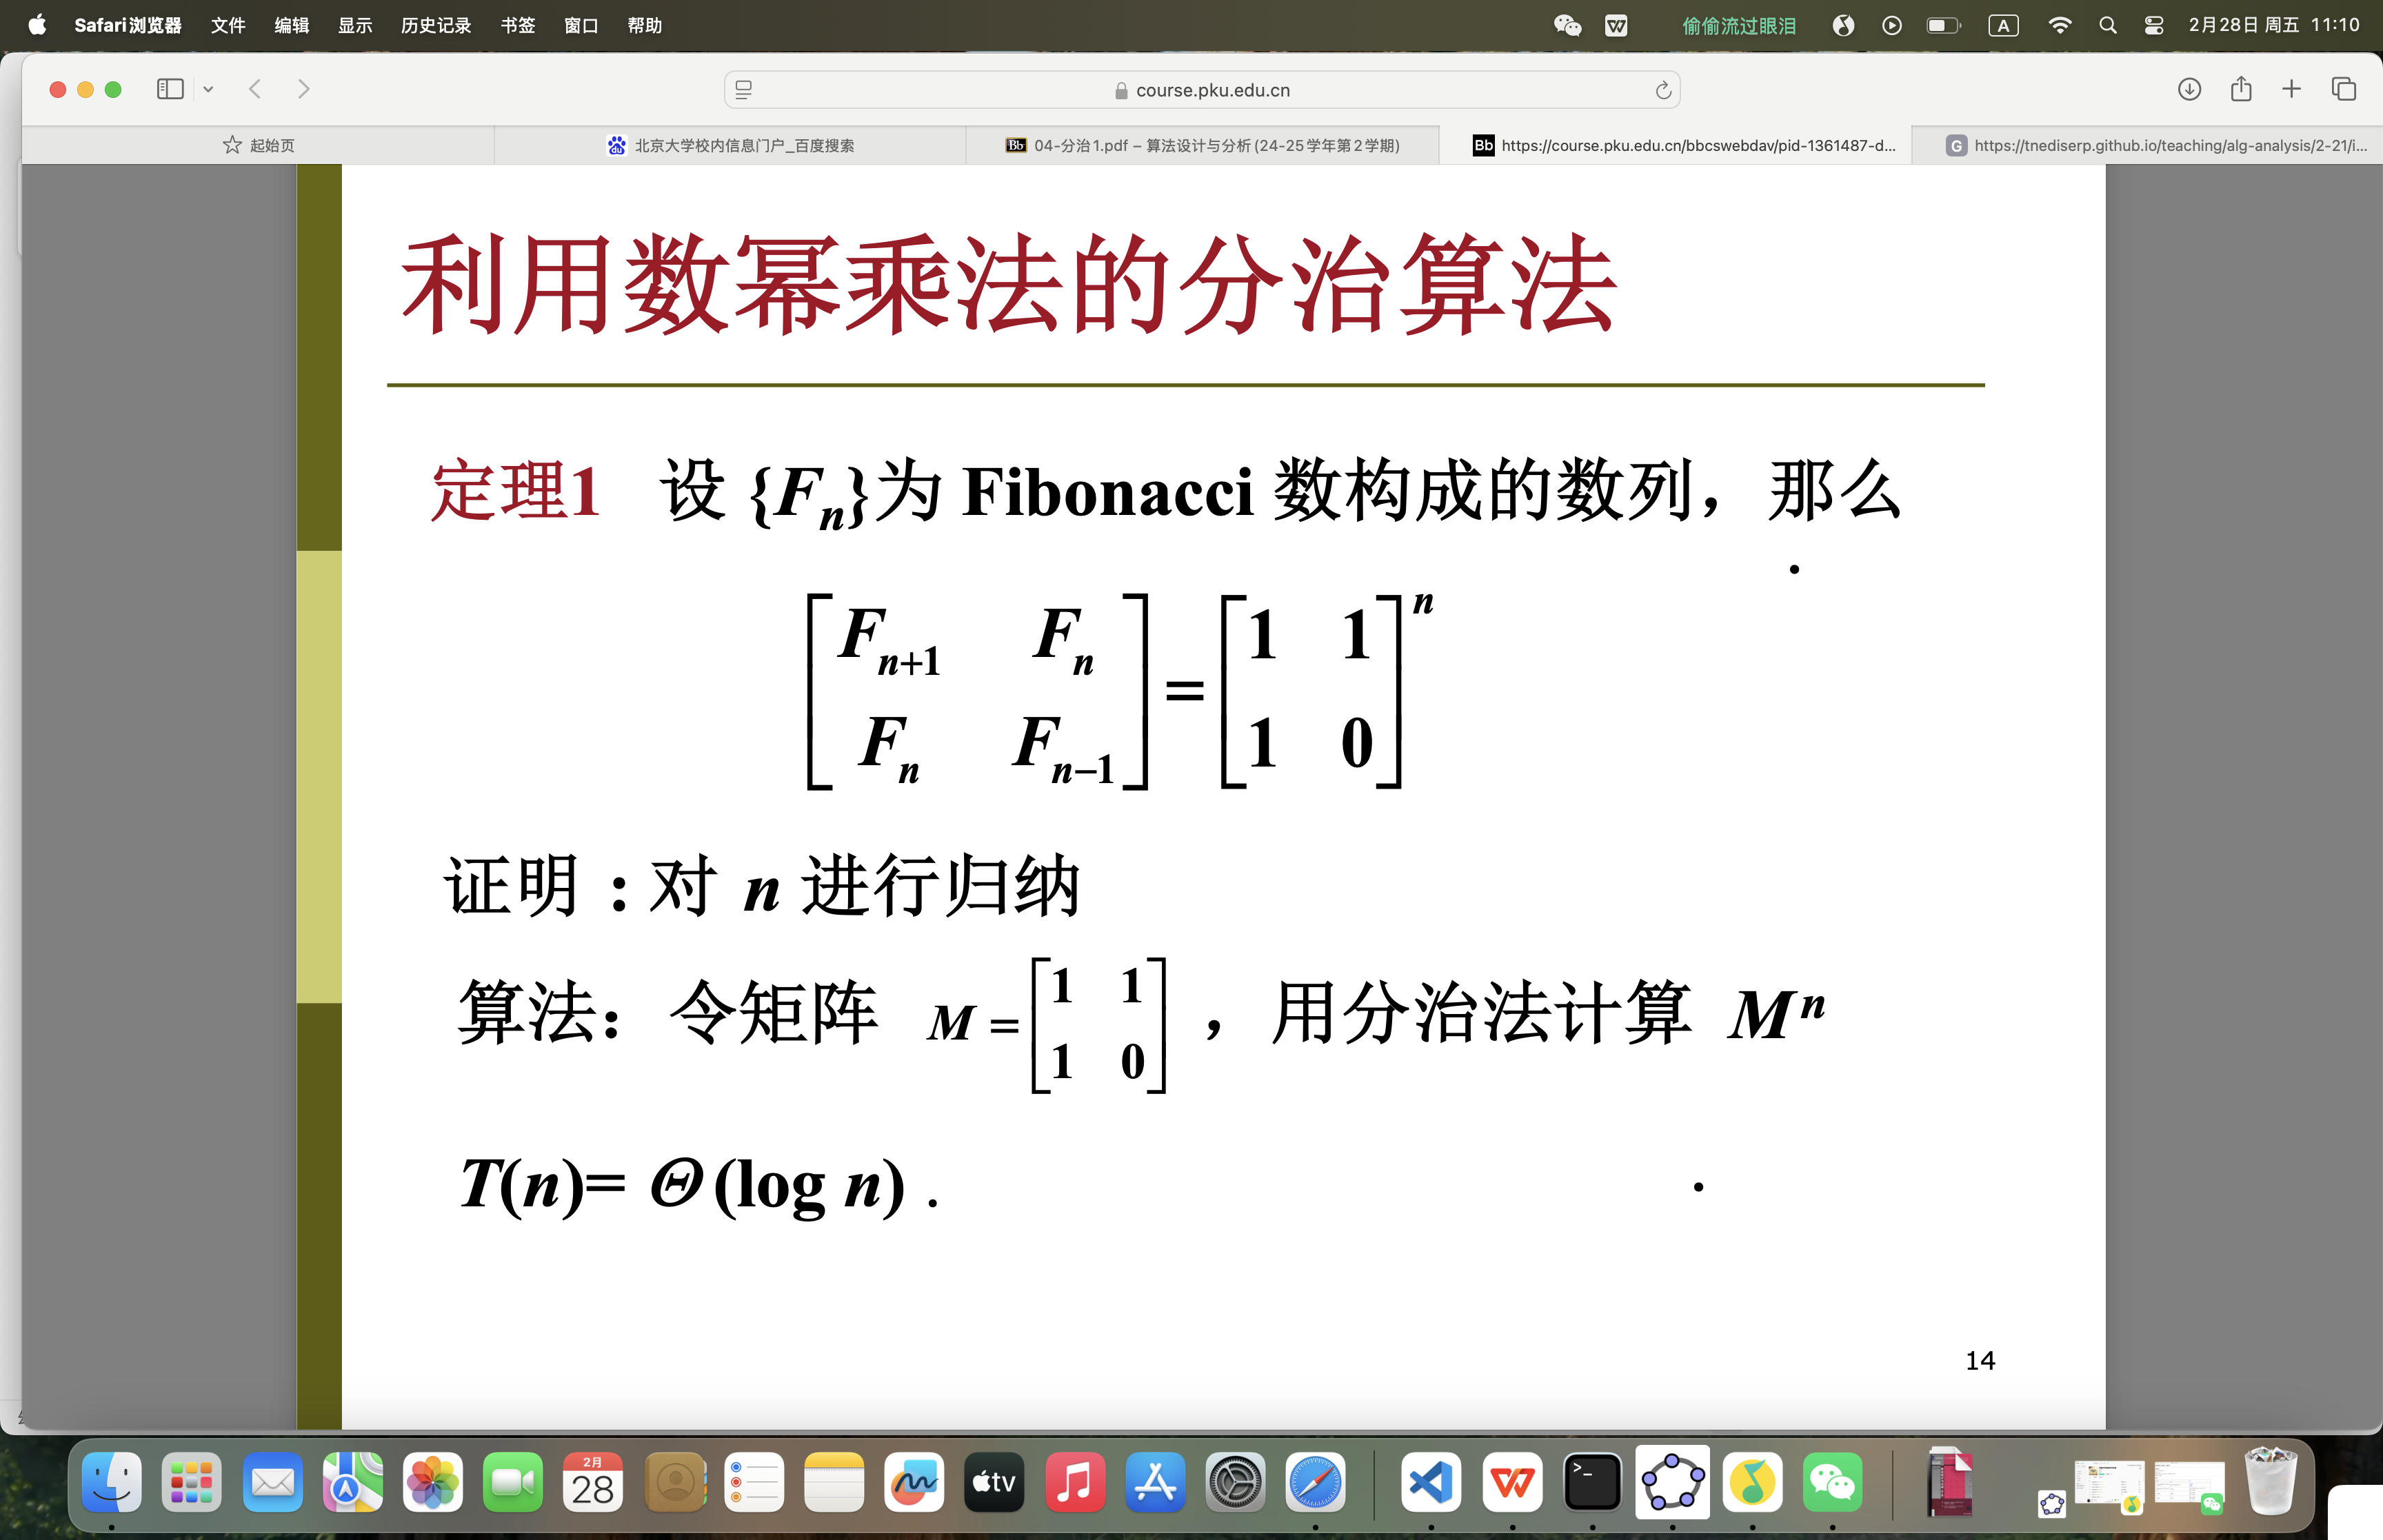 Safari浏览器 文件 编辑 显示 历史记录 书签 窗口 帮助 偷偷流过眼泪 A 2月28日 周五 11:10
course.pku.edu.cn
起始页 北京大学校内信息门户_百度搜索 Bb 04-分治1.pdf – 算法设计与分析(24-25学年第2学期) Bb https://course.pku.edu.cn/bbcswebdav/pid-1361487-d... G https://tnediserp.github.io/teaching/alg-analysis/2-21/i...
利用数幂乘法的分治算法
定理1 设 {Fn}为 Fibonacci 数构成的数列，那么
[Fn+1 Fn] = [1 1]^n
[Fn Fn−1] [1 0]
证明：对 n 进行归纳
算法：令矩阵 M = [1 1; 1 0]，用分治法计算 M^n
T(n)= Θ(log n) .
14
2月
28
tv